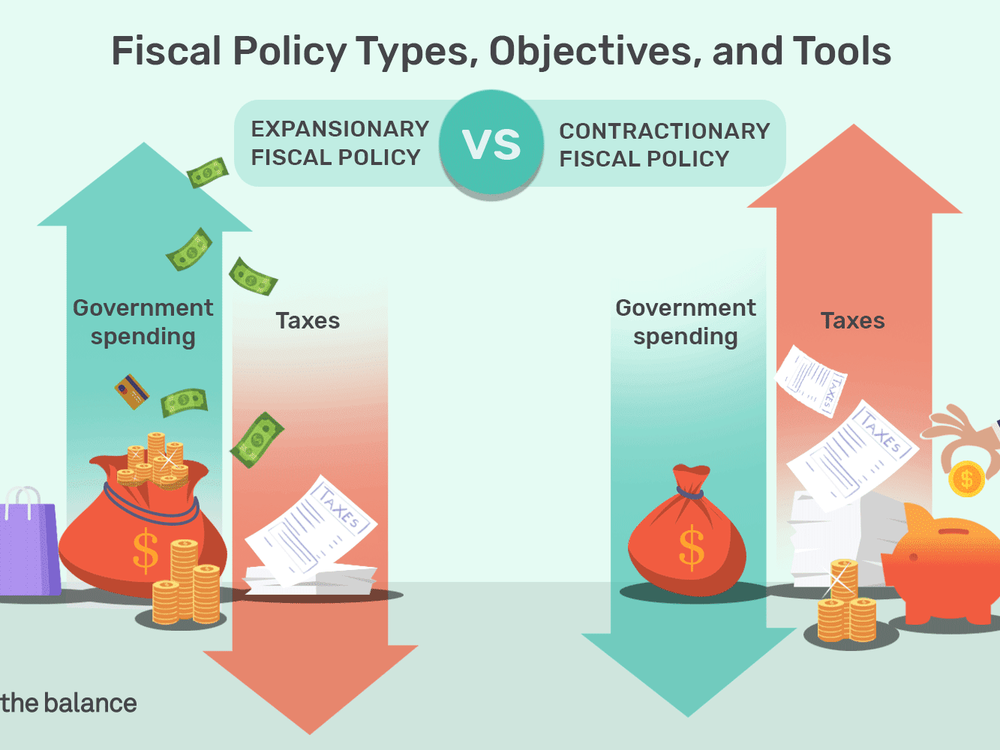 Fiscal Policy Types, Objectives, and Tools
EXPANSIONARY
FISCAL POLICY
VS
CONTRACTIONARY
FISCAL POLICY
Government
spending
Taxes
Government
spending
Taxes
TAXES
TAXES
TAXES
$
$
$
the balance